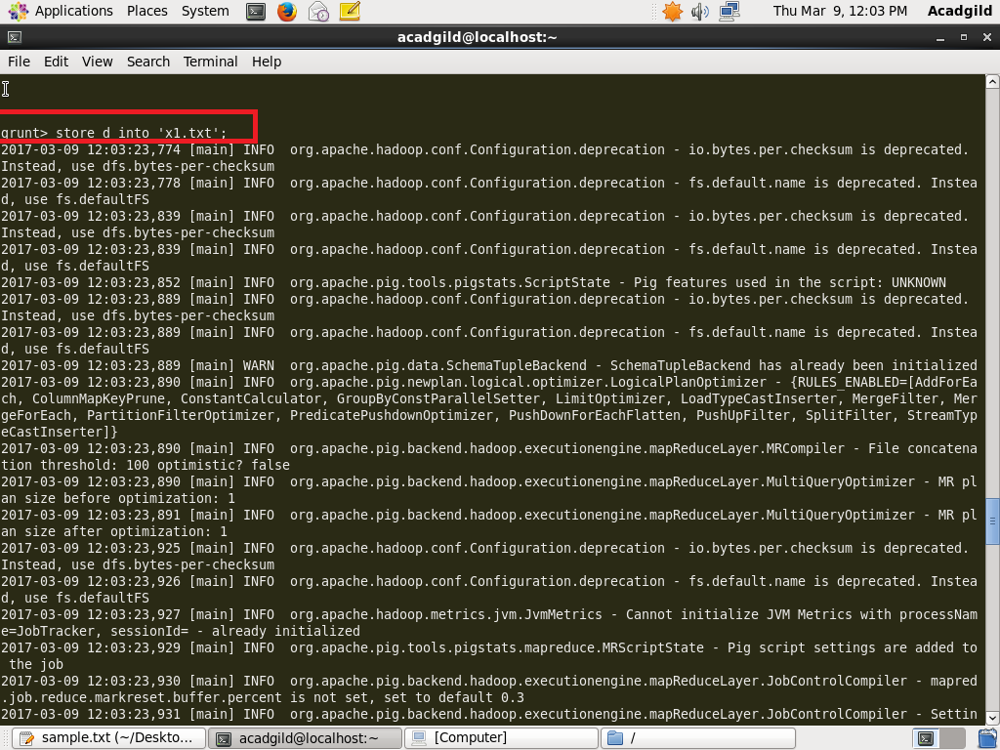 Applications Places System Thu Mar 9, 12:03 PM Acadgild
acadgild@localhost:~
File Edit View Search Terminal Help
grunt> store d into 'x1.txt';
2017-03-09 12:03:23,774 [main] INFO  org.apache.hadoop.conf.Configuration.deprecation - io.bytes.per.checksum is deprecated.
Instead, use dfs.bytes-per-checksum
2017-03-09 12:03:23,778 [main] INFO  org.apache.hadoop.conf.Configuration.deprecation - fs.default.name is deprecated. Instea
d, use fs.defaultFS
2017-03-09 12:03:23,839 [main] INFO  org.apache.hadoop.conf.Configuration.deprecation - io.bytes.per.checksum is deprecated.
Instead, use dfs.bytes-per-checksum
2017-03-09 12:03:23,839 [main] INFO  org.apache.hadoop.conf.Configuration.deprecation - fs.default.name is deprecated. Instea
d, use fs.defaultFS
2017-03-09 12:03:23,852 [main] INFO  org.apache.pig.tools.pigstats.ScriptState - Pig features used in the script: UNKNOWN
2017-03-09 12:03:23,889 [main] INFO  org.apache.hadoop.conf.Configuration.deprecation - io.bytes.per.checksum is deprecated.
Instead, use dfs.bytes-per-checksum
2017-03-09 12:03:23,889 [main] INFO  org.apache.hadoop.conf.Configuration.deprecation - fs.default.name is deprecated. Instea
d, use fs.defaultFS
2017-03-09 12:03:23,889 [main] WARN  org.apache.pig.data.SchemaTupleBackend - SchemaTupleBackend has already been initialized
2017-03-09 12:03:23,890 [main] INFO  org.apache.pig.newplan.logical.optimizer.LogicalPlanOptimizer - {RULES_ENABLED=[AddForEa
ch, ColumnMapKeyPrune, ConstantCalculator, GroupByConstParallelSetter, LimitOptimizer, LoadTypeCastInserter, MergeFilter, Mer
geForEach, PartitionFilterOptimizer, PredicatePushdownOptimizer, PushDownForEachFlatten, PushUpFilter, SplitFilter, StreamTyp
eCastInserter]}
2017-03-09 12:03:23,890 [main] INFO  org.apache.pig.backend.hadoop.executionengine.mapReduceLayer.MRCompiler - File concatena
tion threshold: 100 optimistic? false
2017-03-09 12:03:23,890 [main] INFO  org.apache.pig.backend.hadoop.executionengine.mapReduceLayer.MultiQueryOptimizer - MR pl
an size before optimization: 1
2017-03-09 12:03:23,891 [main] INFO  org.apache.pig.backend.hadoop.executionengine.mapReduceLayer.MultiQueryOptimizer - MR pl
an size after optimization: 1
2017-03-09 12:03:23,925 [main] INFO  org.apache.hadoop.conf.Configuration.deprecation - io.bytes.per.checksum is deprecated.
Instead, use dfs.bytes-per-checksum
2017-03-09 12:03:23,926 [main] INFO  org.apache.hadoop.conf.Configuration.deprecation - fs.default.name is deprecated. Instea
d, use fs.defaultFS
2017-03-09 12:03:23,927 [main] INFO  org.apache.hadoop.metrics.jvm.JvmMetrics - Cannot initialize JVM Metrics with processNam
e=JobTracker, sessionId= - already initialized
2017-03-09 12:03:23,929 [main] INFO  org.apache.pig.tools.pigstats.mapreduce.MRScriptState - Pig script settings are added to
 the job
2017-03-09 12:03:23,930 [main] INFO  org.apache.pig.backend.hadoop.executionengine.mapReduceLayer.JobControlCompiler - mapred
.job.reduce.markreset.buffer.percent is not set, set to default 0.3
2017-03-09 12:03:23,931 [main] INFO  org.apache.pig.backend.hadoop.executionengine.mapReduceLayer.JobControlCompiler - Settin
sample.txt (~/Deskto... acadgild@localhost:~ [Computer] /